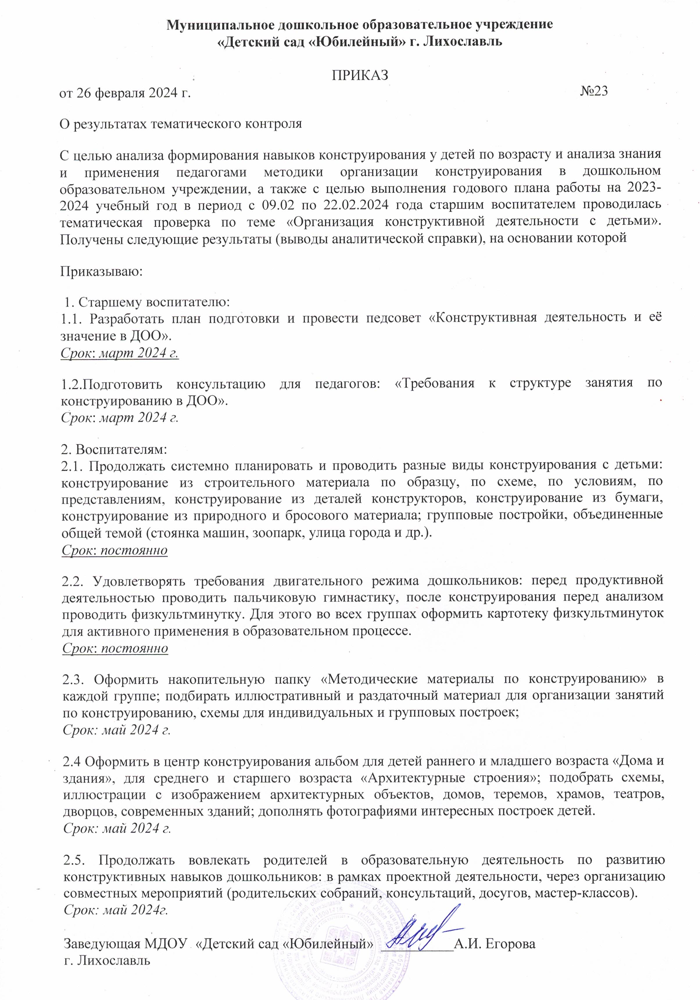 Муниципальное дошкольное образовательное учреждение
«Детский сад «Юбилейный» г. Лихославль
ПРИКАЗ
от 26 февраля 2024 г. №23
О результатах тематического контроля
С целью анализа формирования навыков конструирования у детей по возрасту и анализа знания
и применения педагогами методики организации конструирования в дошкольном
образовательном учреждении, а также с целью выполнения годового плана работы на 2023-
2024 учебный год в период с 09.02 по 22.02.2024 года старшим воспитателем проводилась
тематическая проверка по теме «Организация конструктивной деятельности с детьми».
Получены следующие результаты (выводы аналитической справки), на основании которой
Приказываю:
1. Старшему воспитателю:
1.1. Разработать план подготовки и провести педсовет «Конструктивная деятельность и её
значение в ДОО».
Срок: март 2024 г.
1.2.Подготовить консультацию для педагогов: «Требования к структуре занятия по
конструированию в ДОО».
Срок: март 2024 г.
2. Воспитателям:
2.1. Продолжать системно планировать и проводить разные виды конструирования с детьми:
конструирование из строительного материала по образцу, по схеме, по условиям, по
представлениям, конструирование из деталей конструкторов, конструирование из бумаги,
конструирование из природного и бросового материала; групповые постройки, объединенные
общей темой (стоянка машин, зоопарк, улица города и др.).
Срок: постоянно
2.2. Удовлетворять требования двигательного режима дошкольников: перед продуктивной
деятельностью проводить пальчиковую гимнастику, после конструирования перед анализом
проводить физкультминутку. Для этого во всех группах оформить картотеку физкультминуток
для активного применения в образовательном процессе.
Срок: постоянно
2.3. Оформить накопительную папку «Методические материалы по конструированию» в
каждой группе; подбирать иллюстративный и раздаточный материал для организации занятий
по конструированию, схемы для индивидуальных и групповых построек;
Срок: май 2024 г.
2.4 Оформить в центр конструирования альбом для детей раннего и младшего возраста «Дома и
здания», для среднего и старшего возраста «Архитектурные строения»; подобрать схемы,
иллюстрации с изображением архитектурных объектов, домов, теремов, храмов, театров,
дворцов, современных зданий; дополнять фотографиями интересных построек детей.
Срок: май 2024 г.
2.5. Продолжать вовлекать родителей в образовательную деятельность по развитию
конструктивных навыков дошкольников: в рамках проектной деятельности, через организацию
совместных мероприятий (родительских собраний, консультаций, досугов, мастер-классов).
Срок: май 2024г.
Заведующая МДОУ «Детский сад «Юбилейный» __________А.И. Егорова
г. Лихославль